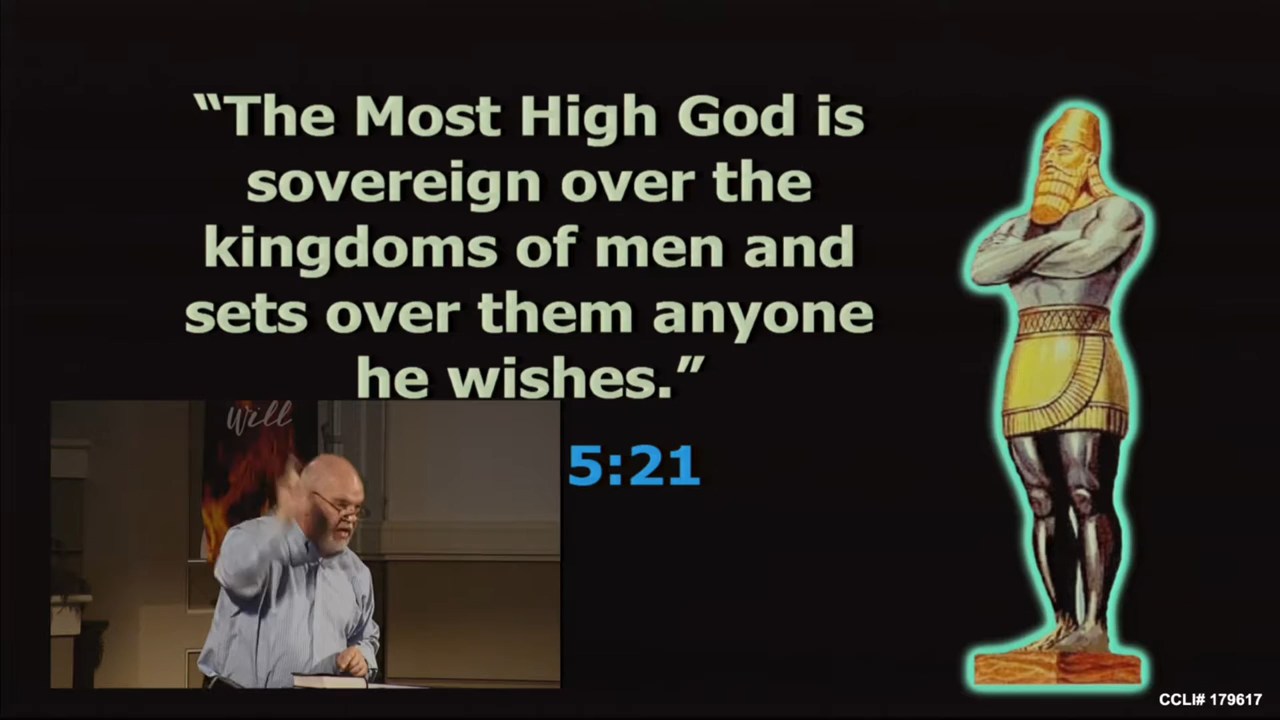 “The Most High God is
sovereign over the
kingdoms of men and
sets over them anyone
he wishes.”
5:21
Will
CCLI# 179617